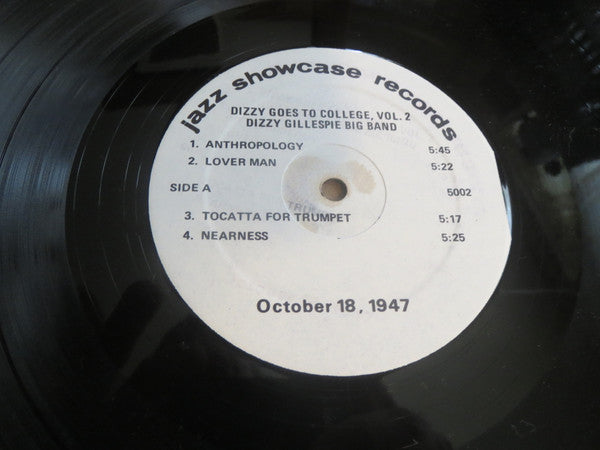 jazz showcase records
DIZZY GOES TO COLLEGE, VOL. 2
DIZZY GILLESPIE BIG BAND
1. ANTHROPOLOGY 5:45
2. LOVER MAN 5:22
SIDE A 5002
3. TOCATTA FOR TRUMPET 5:17
4. NEARNESS 5:25
October 18, 1947